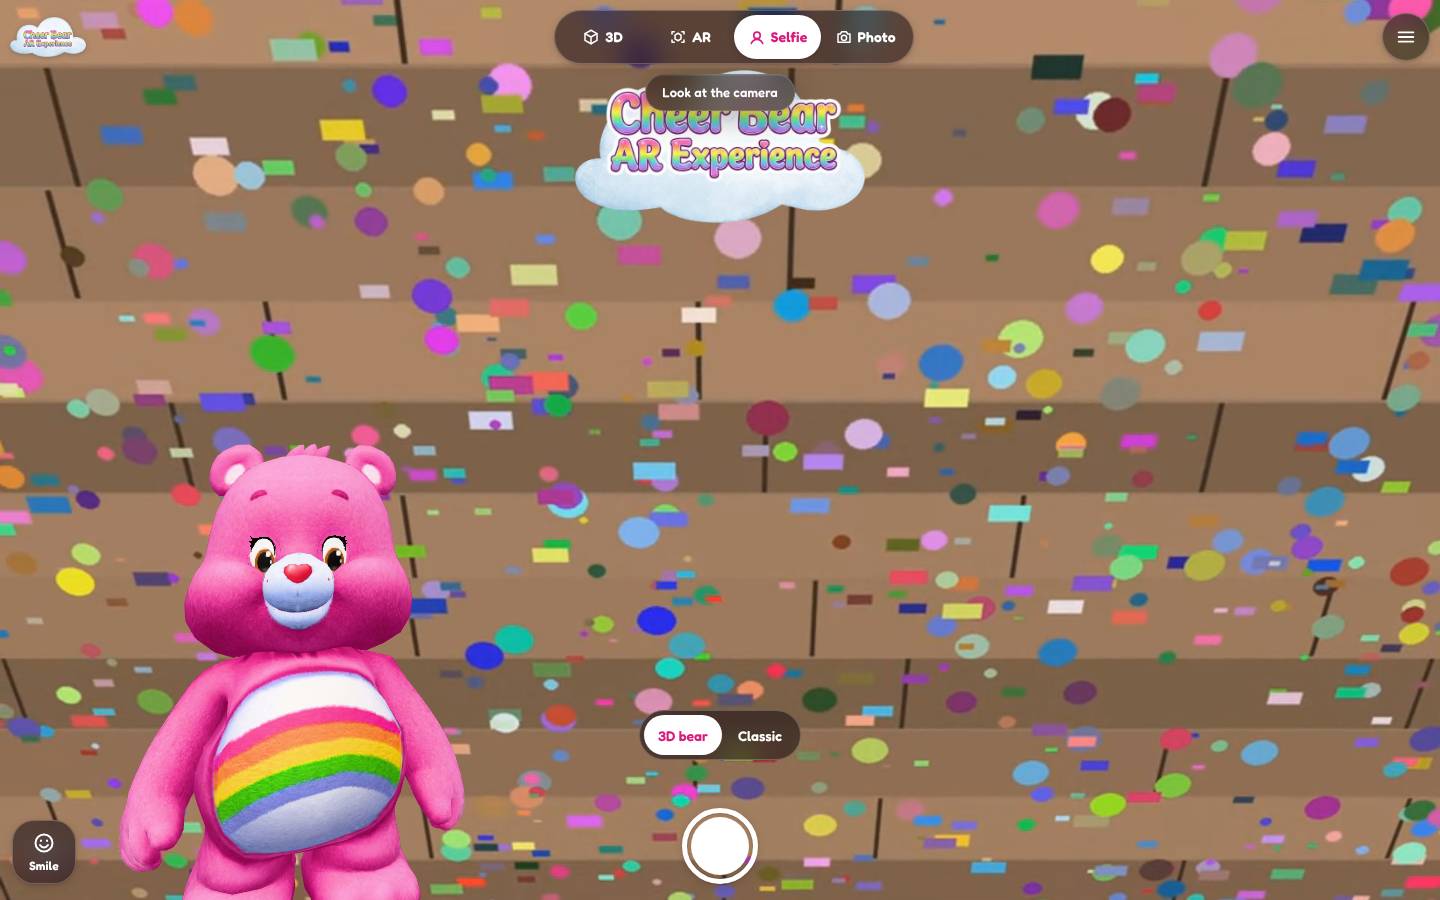 Cheer Bear
AR Experience
3D
AR
Selfie
Photo
Look at the camera
Cheer Bear
AR Experience
3D bear
Classic
Smile